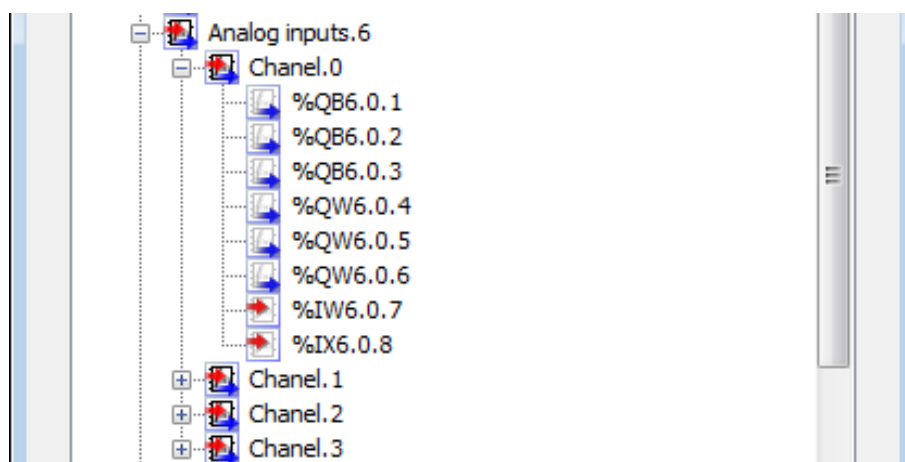 Analog inputs.6
Chanel.0
%QB6.0.1
%QB6.0.2
%QB6.0.3
%QW6.0.4
%QW6.0.5
%QW6.0.6
%IW6.0.7
%IX6.0.8
Chanel.1
Chanel.2
Chanel.3